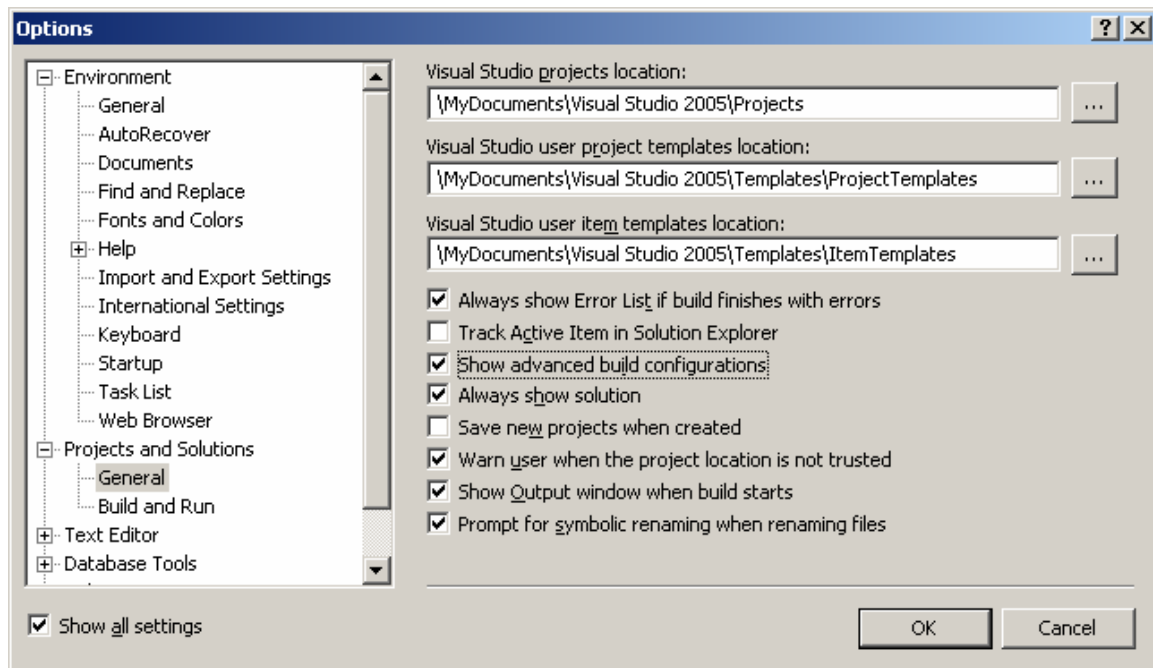 Options
Environment
General
AutoRecover
Documents
Find and Replace
Fonts and Colors
Help
Import and Export Settings
International Settings
Keyboard
Startup
Task List
Web Browser
Projects and Solutions
General
Build and Run
Text Editor
Database Tools
Show all settings
Visual Studio projects location:
\MyDocuments\Visual Studio 2005\Projects
...
Visual Studio user project templates location:
\MyDocuments\Visual Studio 2005\Templates\ProjectTemplates
...
Visual Studio user item templates location:
\MyDocuments\Visual Studio 2005\Templates\ItemTemplates
...
Always show Error List if build finishes with errors
Track Active Item in Solution Explorer
Show advanced build configurations
Always show solution
Save new projects when created
Warn user when the project location is not trusted
Show Output window when build starts
Prompt for symbolic renaming when renaming files
OK
Cancel